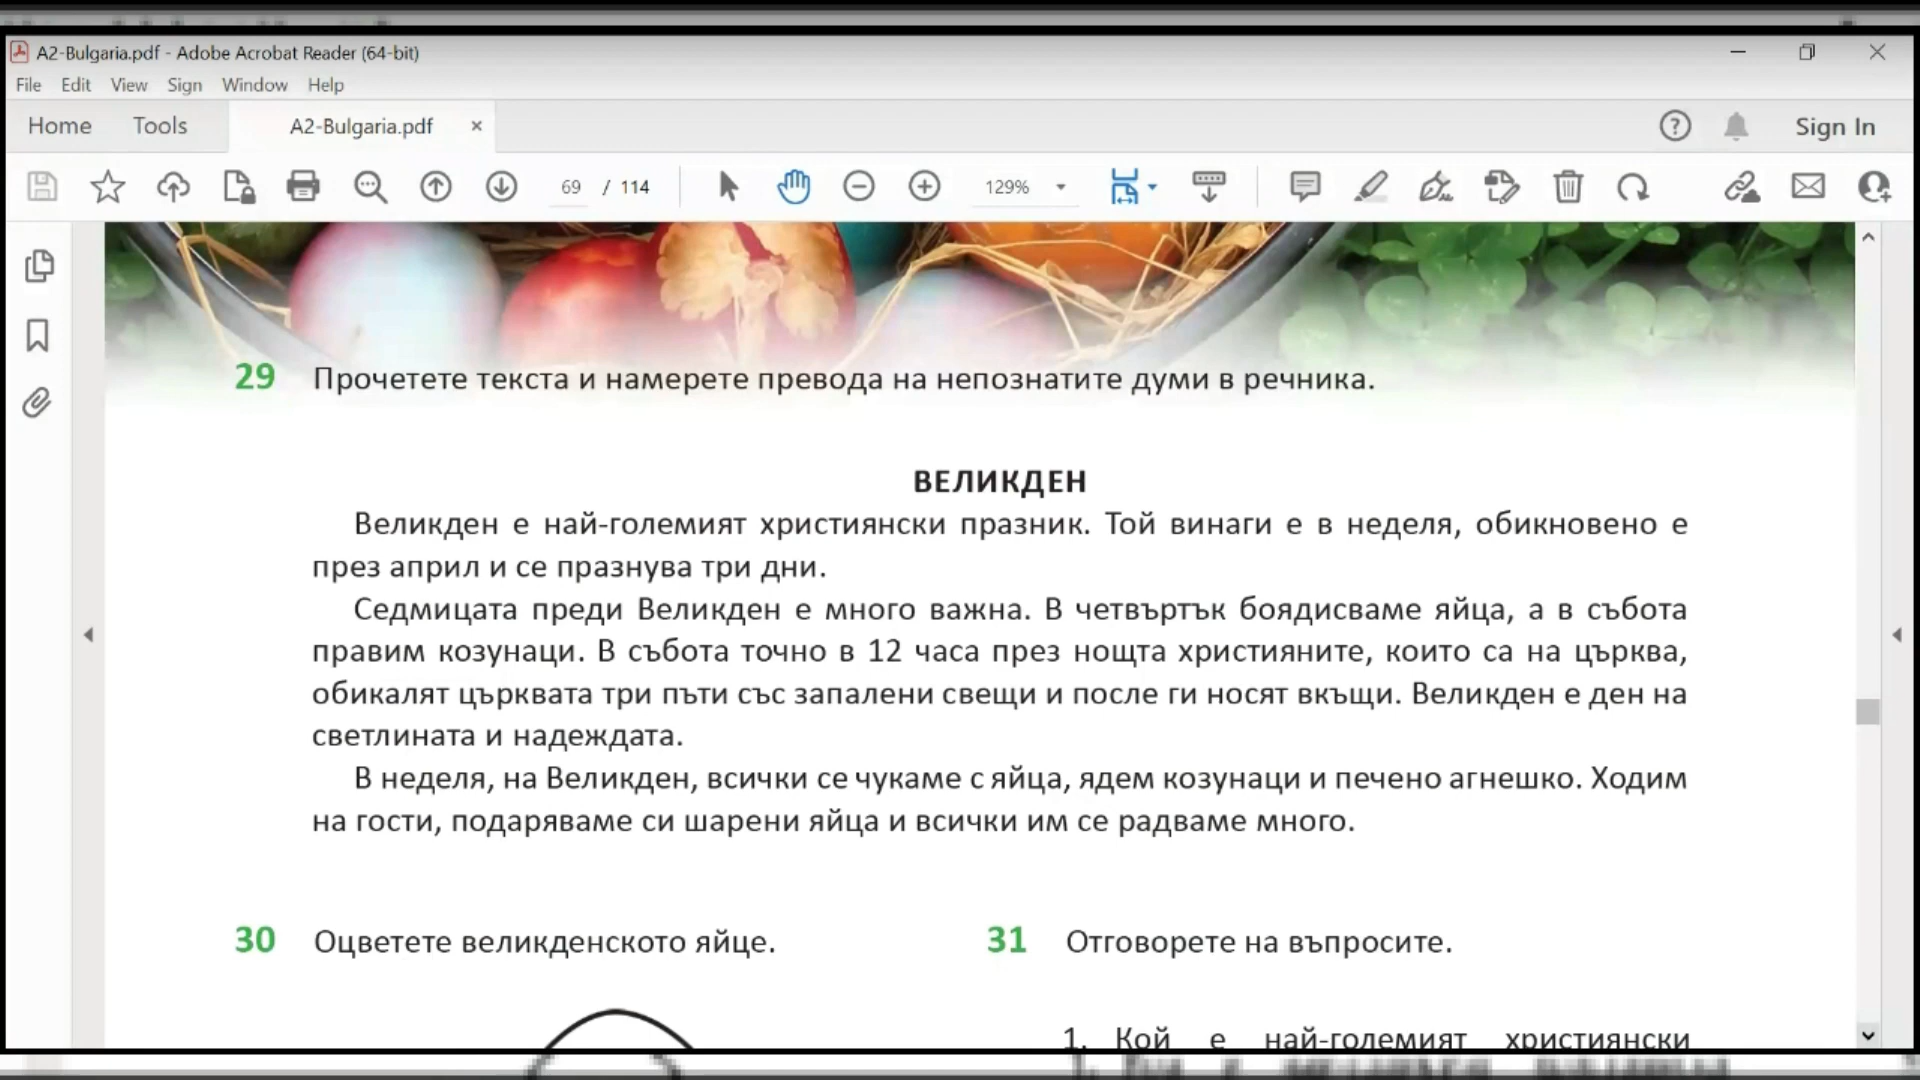 A2-Bulgaria.pdf - Adobe Acrobat Reader (64-bit)
File Edit View Sign Window Help
Home Tools A2-Bulgaria.pdf × Sign In
69 / 114 129%
29 Прочетете текста и намерете превода на непознатите думи в речника.
ВЕЛИКДЕН
Великден е най-големият християнски празник. Той винаги е в неделя, обикновено е
през април и се празнува три дни.
Седмицата преди Великден е много важна. В четвъртък боядисваме яйца, а в събота
правим козунаци. В събота точно в 12 часа през нощта християните, които са на църква,
обикалят църквата три пъти със запалени свещи и после ги носят вкъщи. Великден е ден на
светлината и надеждата.
В неделя, на Великден, всички се чукаме с яйца, ядем козунаци и печено агнешко. Ходим
на гости, подаряваме си шарени яйца и всички им се радваме много.
30 Оцветете великденското яйце.
31 Отговорете на въпросите.
1. Кой е най-големият християнски